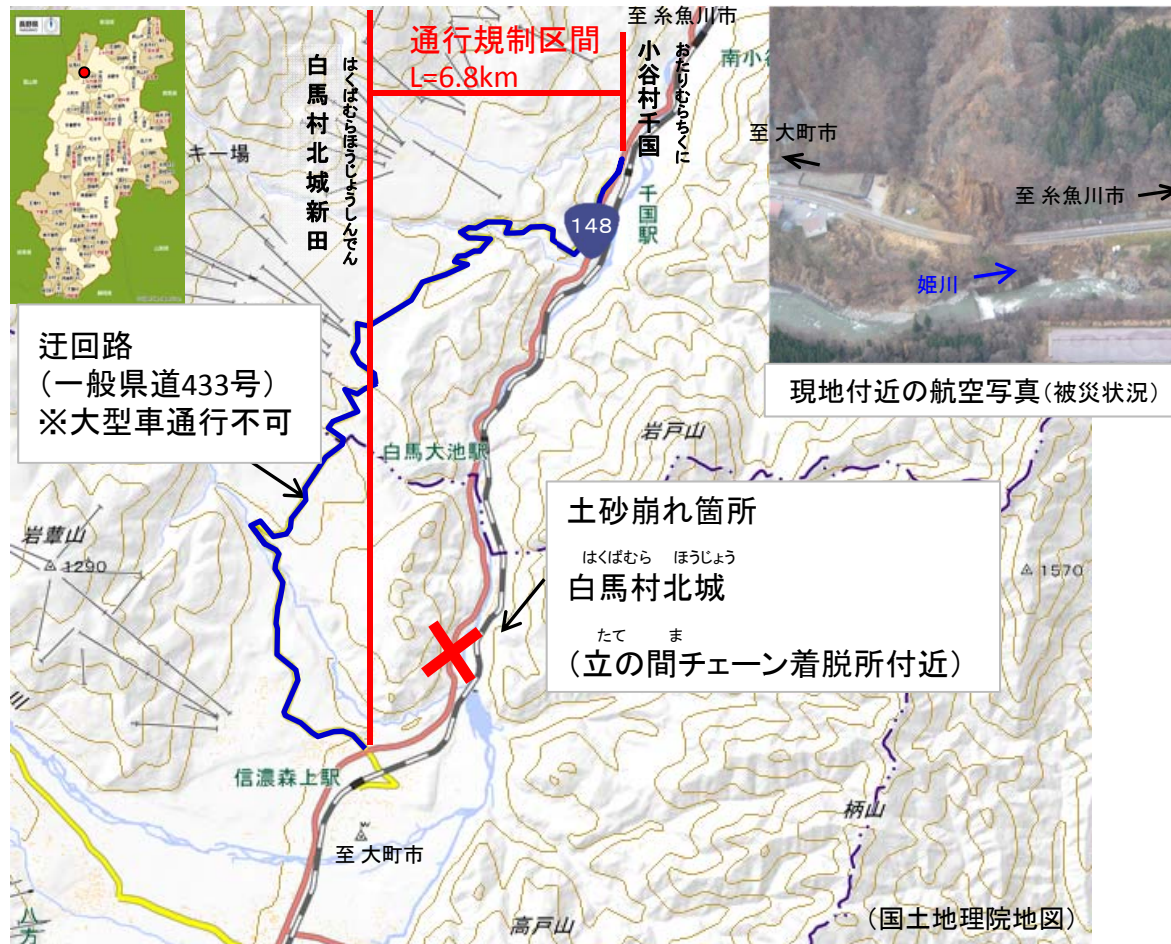 長野県
至 糸魚川市
通行規制区間
L=6.8km
はくばむらほうじょうしんでん
白馬村北城新田
おたりむらちくに
小谷村千国
南小
キー場
千国駅
148
至 大町市
至 糸魚川市
姫川
現地付近の航空写真(被災状況)
迂回路
(一般県道433号)
※大型車通行不可
白馬大池駅
岩戸山
岩蕈山
1290
土砂崩れ箇所
はくばむら ほうじょう
白馬村北城
たて ま
(立の間チェーン着脱所付近)
1570
信濃森上駅
至 大町市
柄山
高戸山
八方
(国土地理院地図)